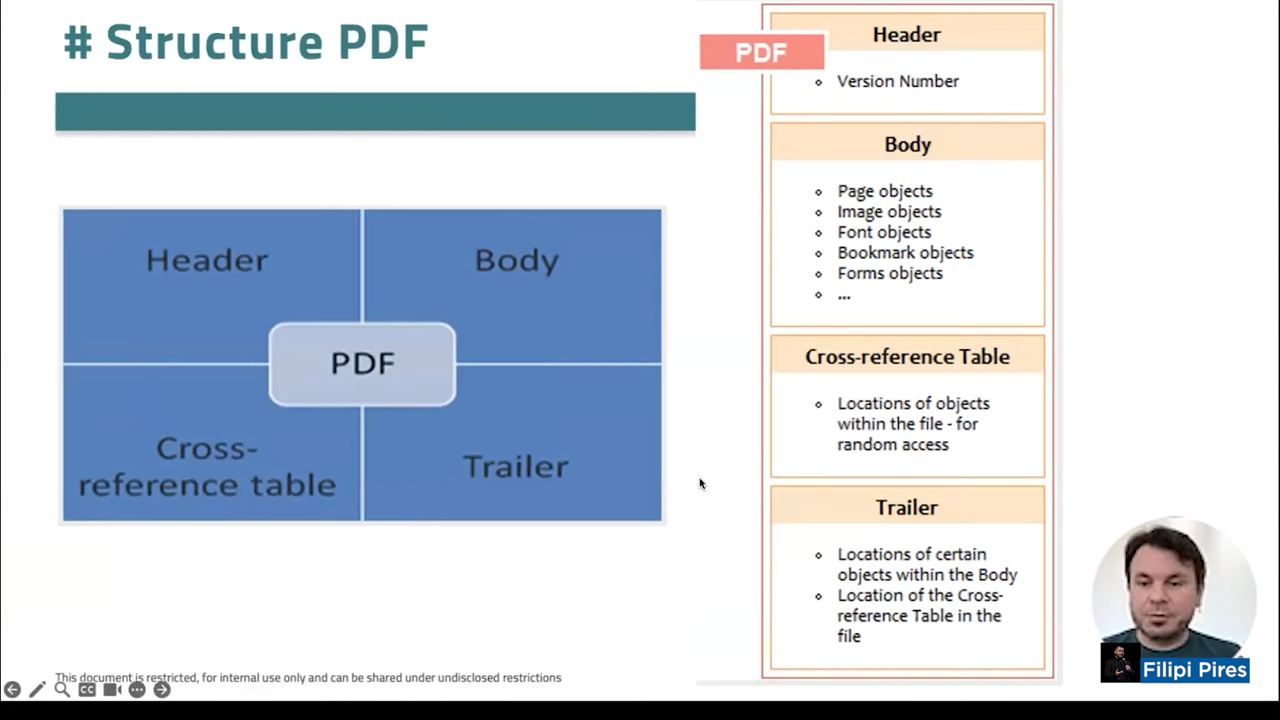 # Structure PDF
Header
Body
PDF
Cross-
reference table
Trailer
PDF
Header
Version Number
Body
Page objects
Image objects
Font objects
Bookmark objects
Forms objects
...
Cross-reference Table
Locations of objects
within the file - for
random access
Trailer
Locations of certain
objects within the Body
Location of the Cross-
reference Table in the
file
This document is restricted, for internal use only and can be shared under undisclosed restrictions
CC
Filipi Pires